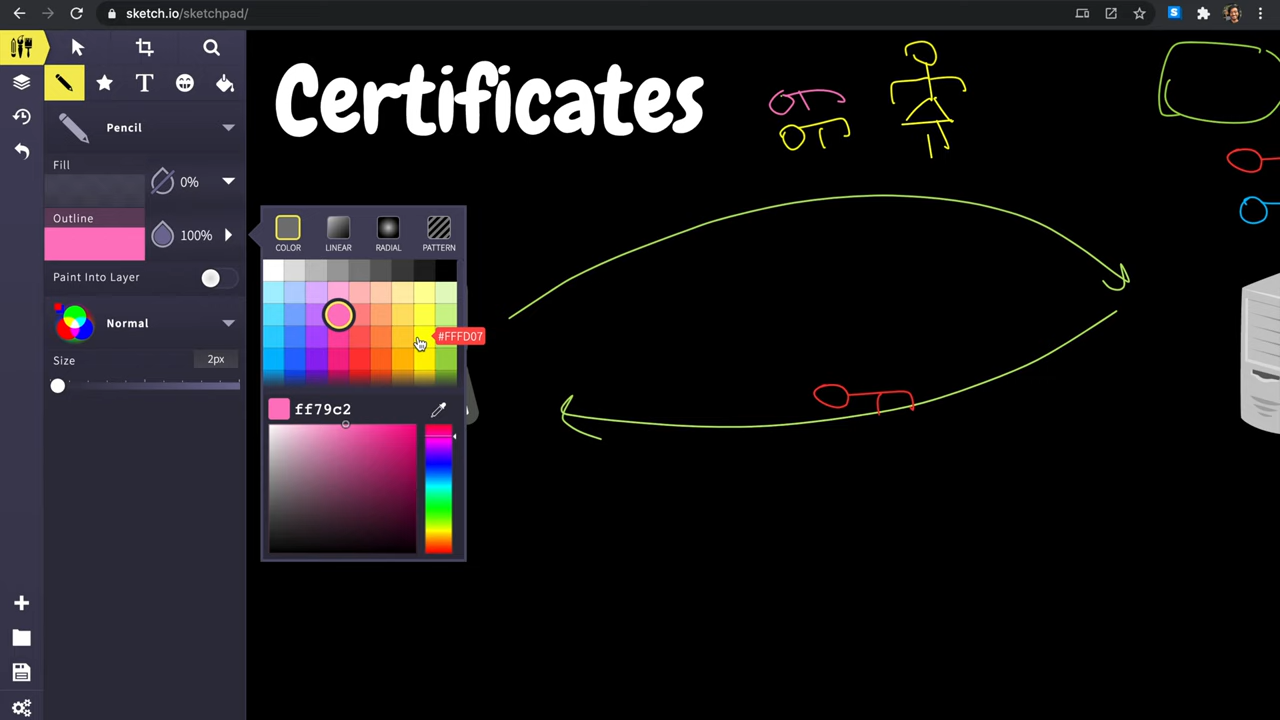 sketch.io/sketchpad/
Certificates
T
Pencil
Fill
0%
Outline
100%
Paint Into Layer
Normal
Size
2px
COLOR
LINEAR
RADIAL
PATTERN
#FFFD07
ff79c2